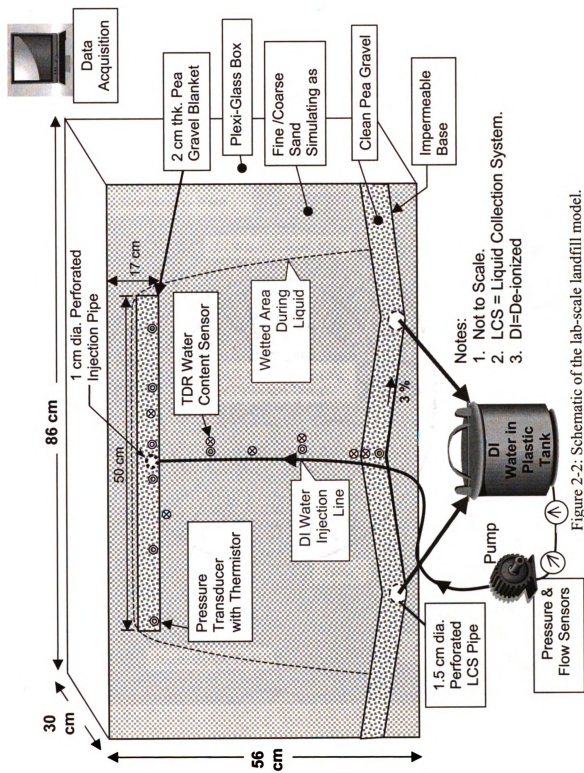 Data
Acquisition
2 cm thk. Pea
Gravel Blanket
Plexi-Glass Box
Fine /Coarse
Sand
Simulating as
Clean Pea Gravel
Impermeable
Base
86 cm
30
cm
56
cm
17 cm
50 cm
1 cm dia. Perforated
Injection Pipe
TDR Water
Content Sensor
Wetted Area
During
Liquid
Pressure
Transducer
with Thermistor
DI Water
Injection
Line
3 %
1.5 cm dia.
Perforated
LCS Pipe
Pump
Pressure &
Flow Sensors
DI
Water in
Plastic
Tank
Notes:
1. Not to Scale.
2. LCS = Liquid Collection System.
3. DI=De-ionized
Figure 2-2: Schematic of the lab-scale landfill model.